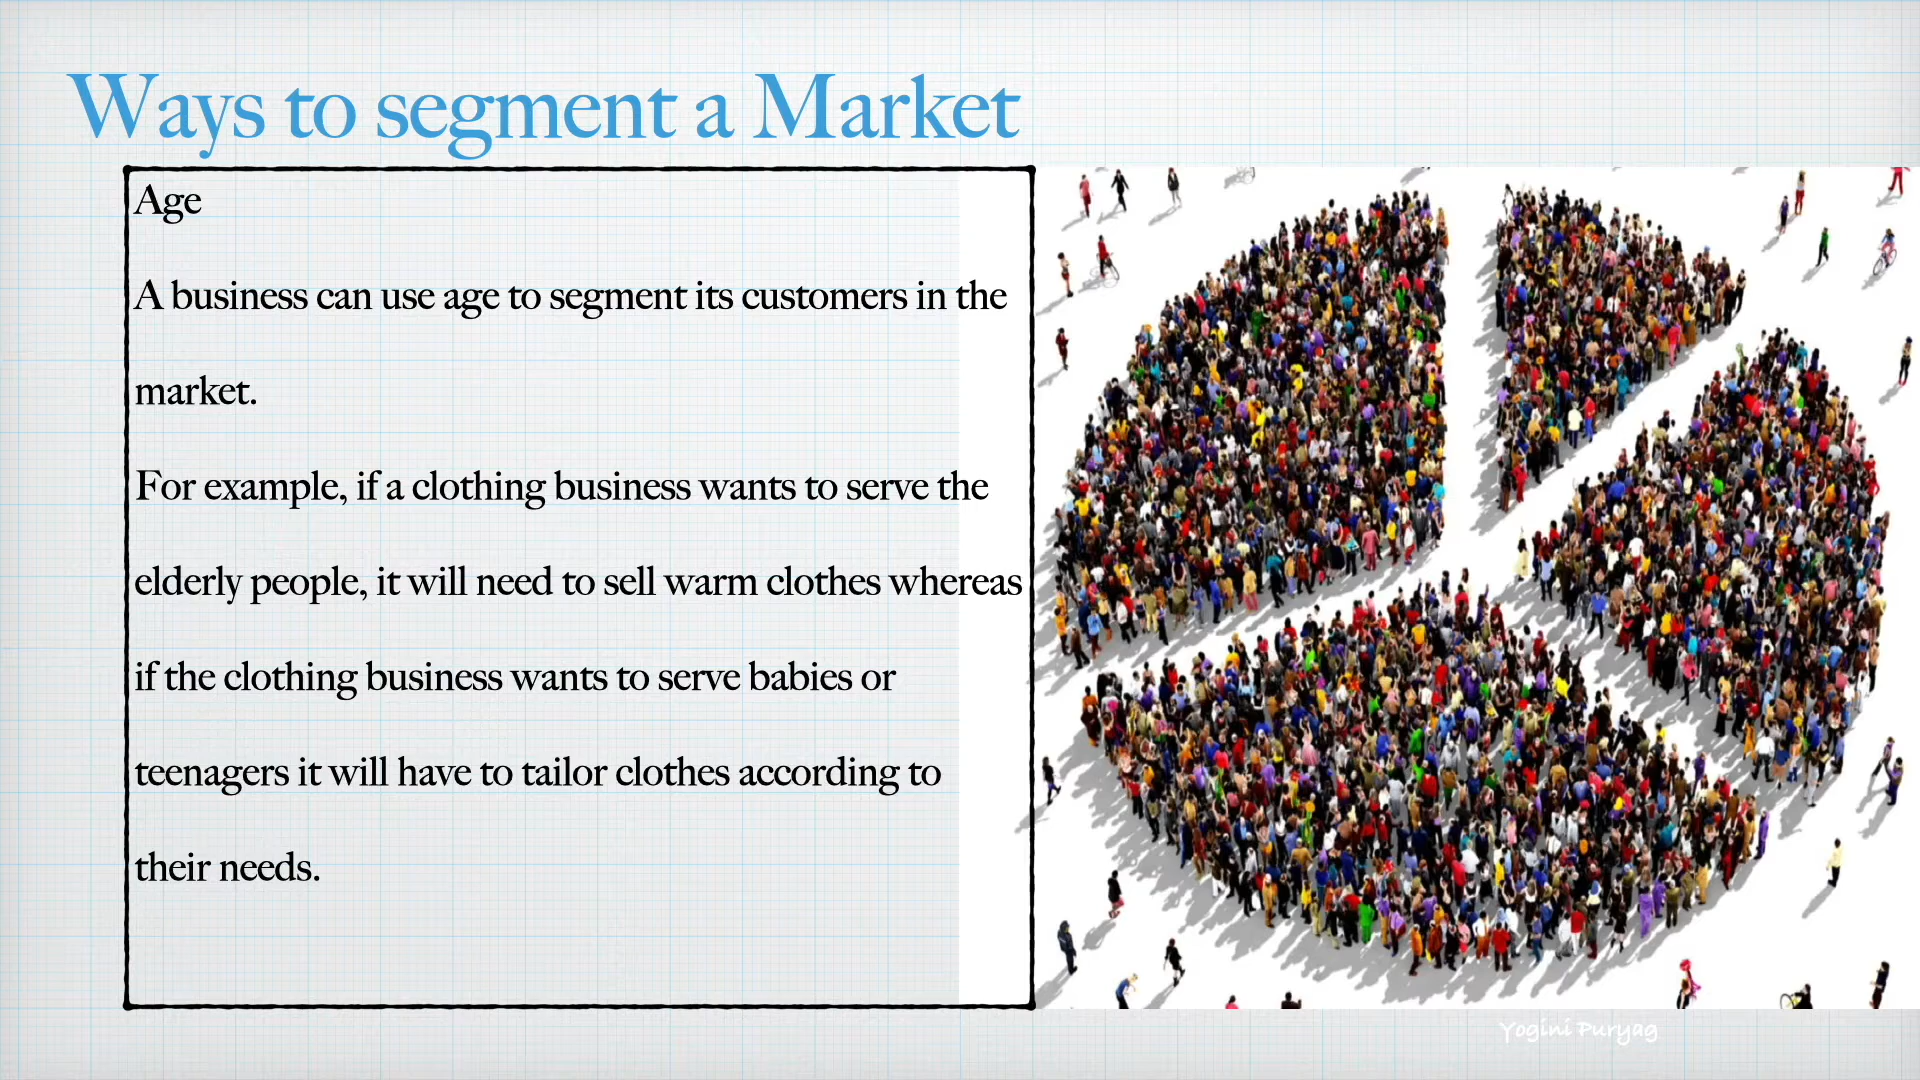 Ways to segment a Market
Age
A business can use age to segment its customers in the
market.
For example, if a clothing business wants to serve the
elderly people, it will need to sell warm clothes whereas
if the clothing business wants to serve babies or
teenagers it will have to tailor clothes according to
their needs.
Yogini Puryag